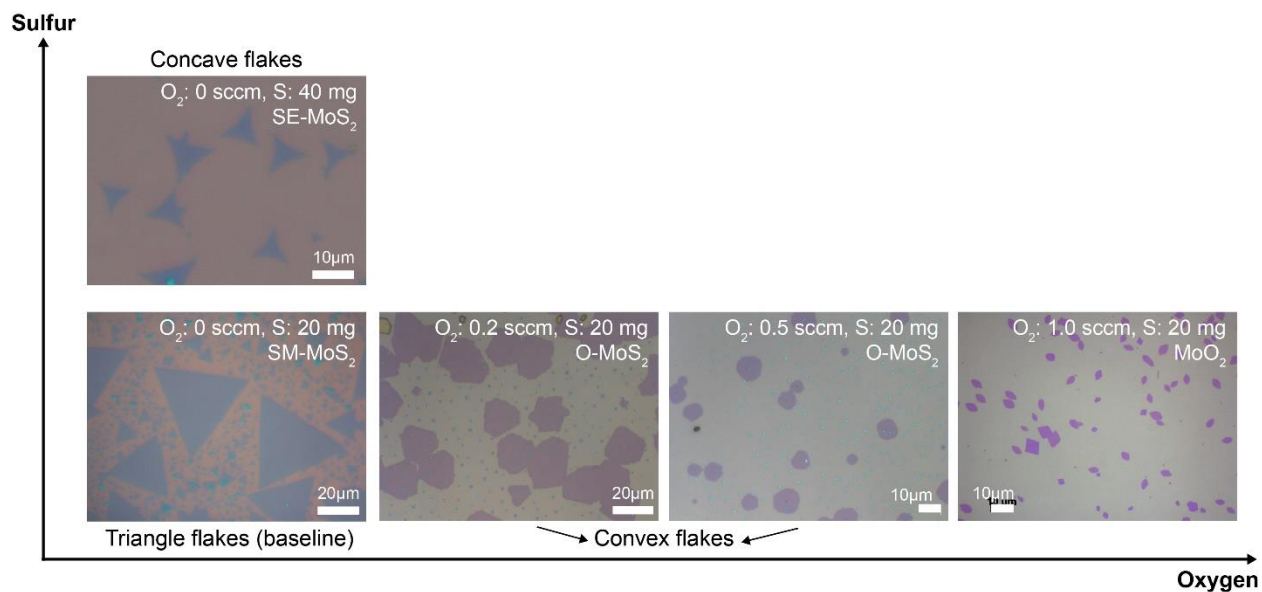 Sulfur
Concave flakes
O₂: 0 sccm, S: 40 mg
SE-MoS₂
10μm
O₂: 0 sccm, S: 20 mg
SM-MoS₂
20μm
O₂: 0.2 sccm, S: 20 mg
O-MoS₂
20μm
O₂: 0.5 sccm, S: 20 mg
O-MoS₂
10μm
O₂: 1.0 sccm, S: 20 mg
MoO₂
10μm
Triangle flakes (baseline)
Convex flakes
Oxygen